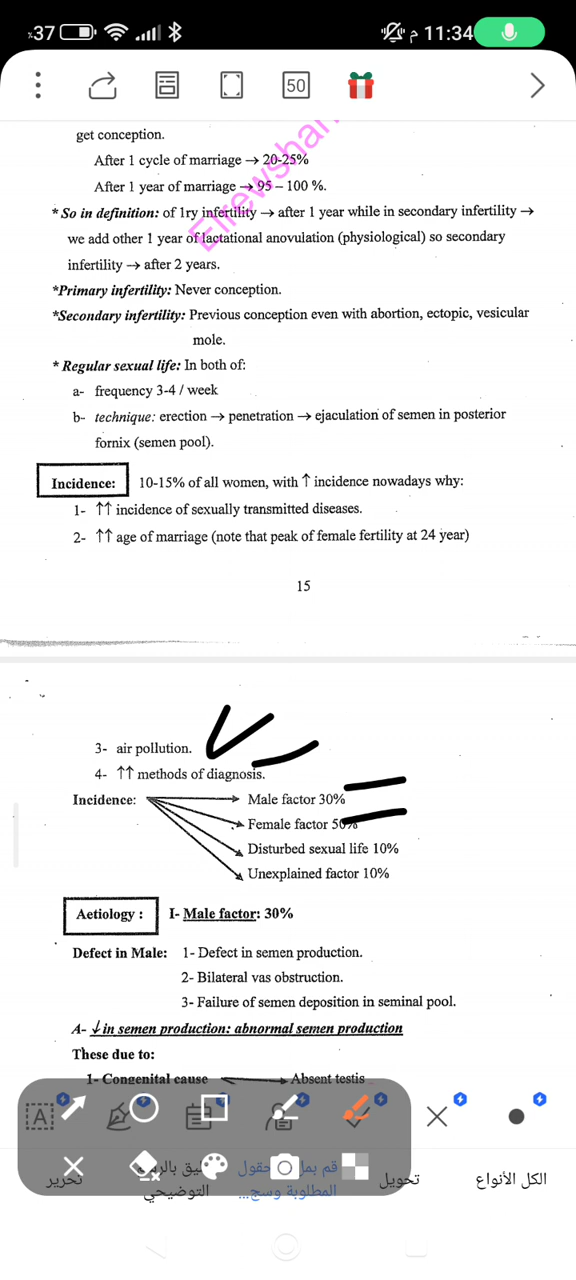 ٪37
م 11:34
50
get conception.
After 1 cycle of marriage → 20-25%
After 1 year of marriage → 95 – 100 %.
* So in definition: of 1ry infertility → after 1 year while in secondary infertility →
we add other 1 year of lactational anovulation (physiological) so secondary
infertility → after 2 years.
*Primary infertility: Never conception.
*Secondary infertility: Previous conception even with abortion, ectopic, vesicular
mole.
* Regular sexual life: In both of:
a- frequency 3-4 / week
b- technique: erection → penetration → ejaculation of semen in posterior
fornix (semen pool).
Incidence: 10-15% of all women, with ↑ incidence nowadays why:
1- ↑↑ incidence of sexually transmitted diseases.
2- ↑↑ age of marriage (note that peak of female fertility at 24 year)
15
3- air pollution.
4- ↑↑ methods of diagnosis.
Incidence: Male factor 30%
Female factor 50%
Disturbed sexual life 10%
Unexplained factor 10%
Aetiology : I- Male factor: 30%
Defect in Male: 1- Defect in semen production.
2- Bilateral vas obstruction.
3- Failure of semen deposition in seminal pool.
A- ↓ in semen production: abnormal semen production
These due to:
1- Congenital cause → Absent testis
الكل الأنواع
تحويل
قم بمل حقول
المطلوبة وسج...
التوضيحي
تحرير